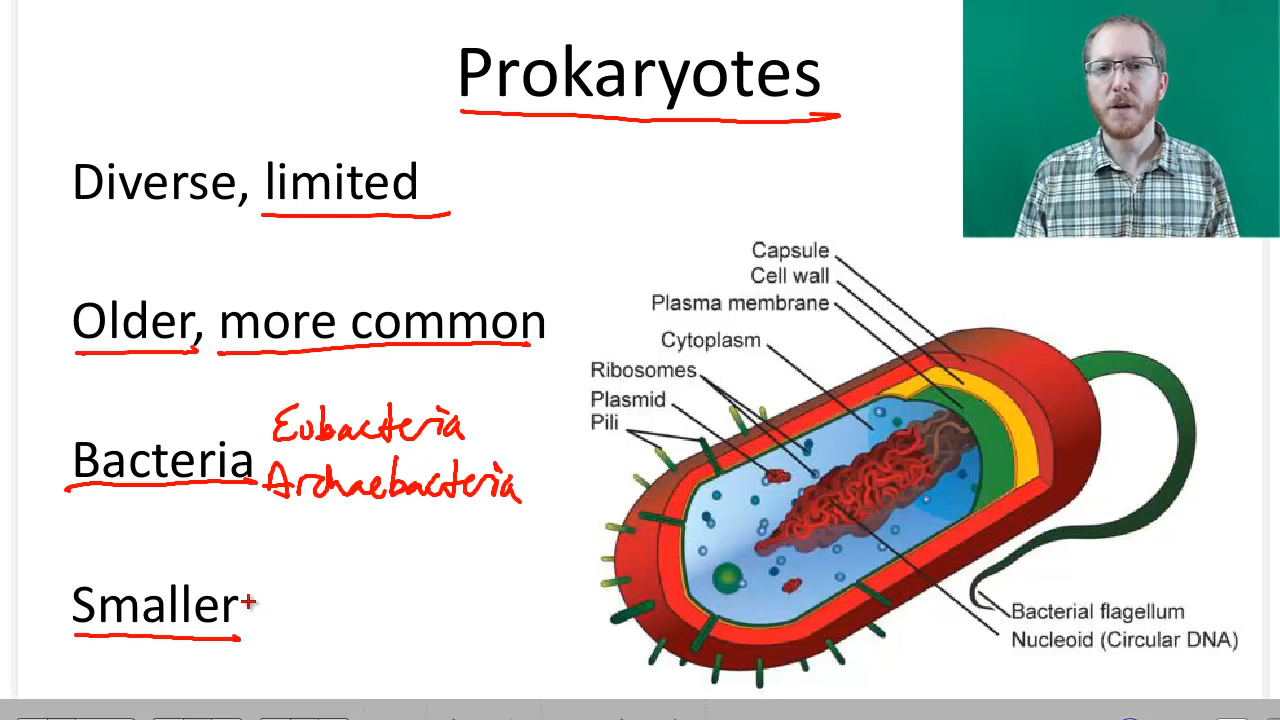 Prokaryotes
Diverse, limited
Older, more common
Bacteria
Eubacteria
Archaebacteria
Smaller
Capsule
Cell wall
Plasma membrane
Cytoplasm
Ribosomes
Plasmid
Pili
Bacterial flagellum
Nucleoid (Circular DNA)